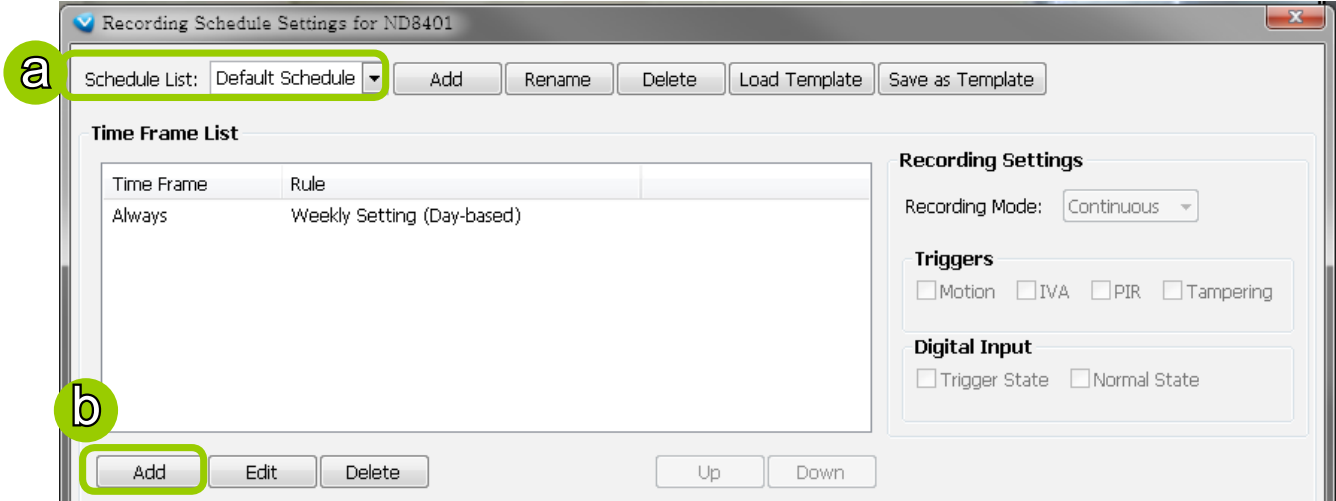 Recording Schedule Settings for ND8401
a
Schedule List: Default Schedule Add Rename Delete Load Template Save as Template
Time Frame List
Time Frame Rule
Always Weekly Setting (Day-based)
Recording Settings
Recording Mode: Continuous
Triggers
Motion IVA PIR Tampering
Digital Input
Trigger State Normal State
b
Add Edit Delete Up Down